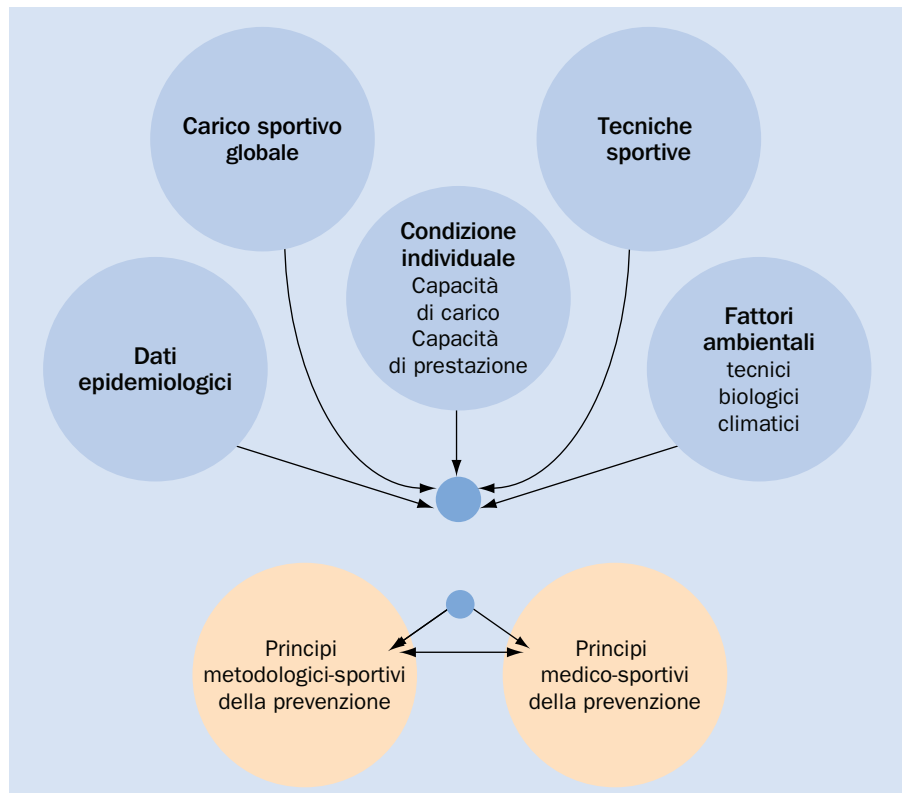 Carico sportivo
globale
Tecniche
sportive
Condizione
individuale
Capacità
di carico
Capacità
di prestazione
Dati
epidemiologici
Fattori
ambientali
tecnici
biologici
climatici
Principi
metodologici-sportivi
della prevenzione
Principi
medico-sportivi
della prevenzione